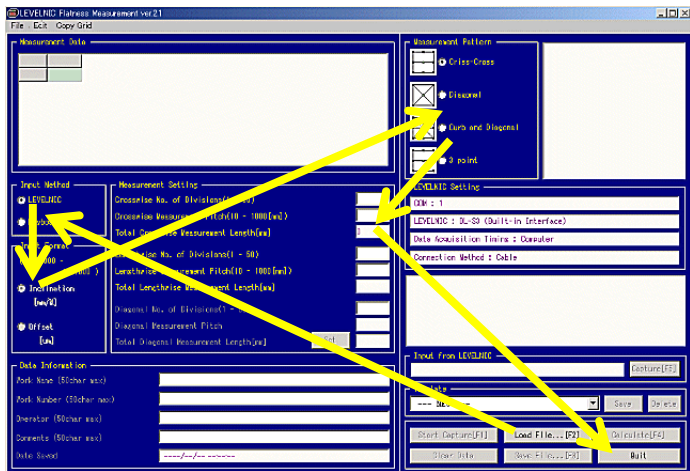 LEVELNIC Flatness Measurement ver.2.1
File Edit Copy Grid
Measurement Data
Measurement Pattern
Criss-Cross
Diagonal
Curb and Diagonal
3 point
Input Method
LEVELNIC
Input Format
Inclination
[mm/M]
Offset
[um]
Measurement Setting
Crosswise No. of Divisions(1
Crosswise Measurement Pitch(10 - 1000[mm])
Total Crosswise Measurement Length[mm]
No. of Divisions(1 - 50)
Lengthwise Measurement Pitch(10 - 1000[mm])
Total Lengthwise Measurement Length[mm]
Diagonal No. of Divisions(1 -
Diagonal Measurement Pitch
Total Diagonal Measurement Length[mm]
LEVELNIC Setting
COM : 1
LEVELNIC : DL-S3 (Built-in Interface)
Data Acquisition Timing : Computer
Connection Method : Cable
Input from LEVELNIC
Capture[F5]
Save Delete
Data Information
Work Name (50char max)
Work Number (50char max)
Operator (50char max)
Comments (50char max)
Date Saved ----/--/-- --:--:--
Start Capture[F1] Load File...[F2] Calculate[F4]
Clear Data Save File...[F3] Quit